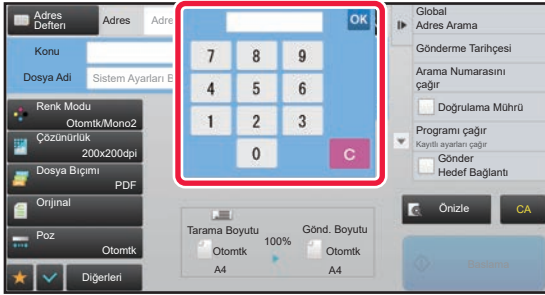 Adres
Defteri
Adres
Adre
Konu
Dosya Adi
Sistem Ayarları B
Renk Modu
Otomtk/Mono2
Çözünürlük
200x200dpi
Dosya Bıçımı
PDF
Orıjınal
Poz
Otomtk
Diğerleri
OK
7 8 9
4 5 6
1 2 3
0 C
Tarama Boyutu
Otomtk
A4
100%
Gönd. Boyutu
Otomtk
A4
Global
Adres Arama
Gönderme Tarihçesi
Arama Numarasını
çağır
Doğrulama Mührü
Programı çağır
Kayıtlı ayarları çağır
Gönder
Hedef Bağlantı
Önizle
CA